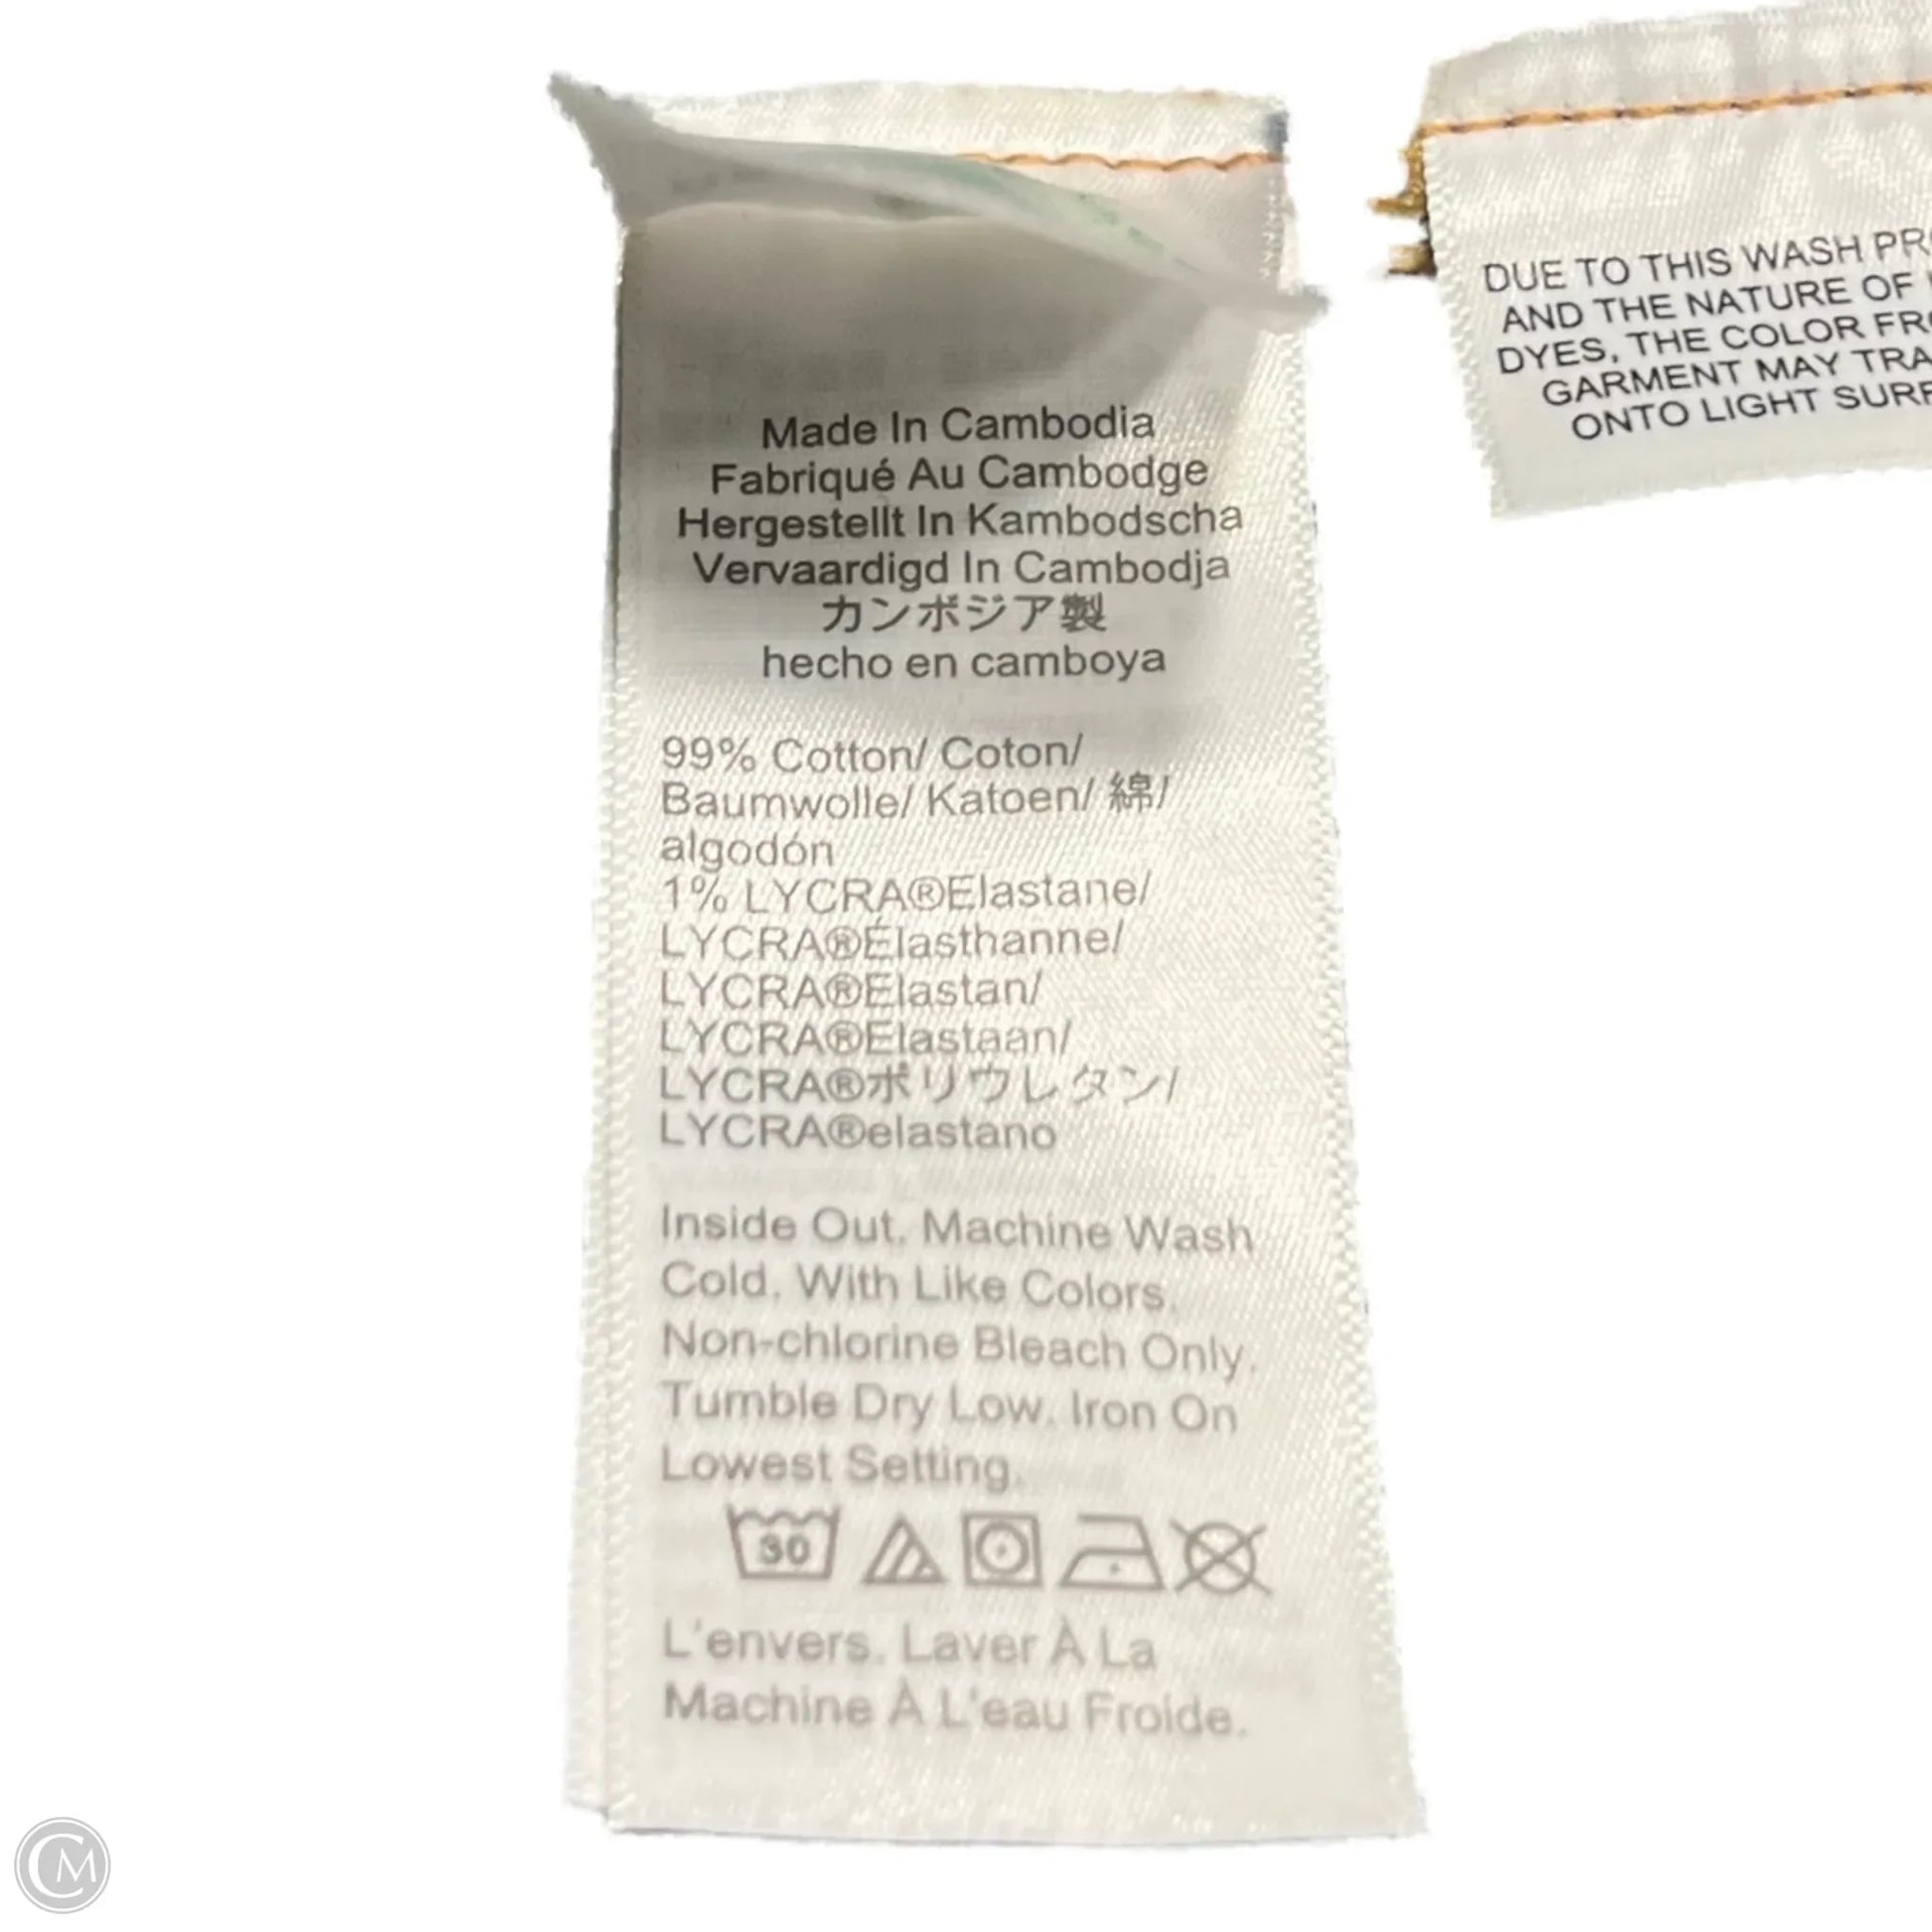 Made In Cambodia
Fabriqué Au Cambodge
Hergestellt In Kambodscha
Vervaardigd In Cambodja
カンボジア製
hecho en camboya
99% Cotton/ Coton/
Baumwolle/ Katoen/ 綿/
algodón
1% LYCRA®Elastane/
LYCRA®Élasthanne/
LYCRA®Elastan/
LYCRA®Elastaan/
LYCRA®ポリウレタン/
LYCRA®elastano
Inside Out. Machine Wash
Cold. With Like Colors.
Non-chlorine Bleach Only.
Tumble Dry Low. Iron On
Lowest Setting.
30
L'envers. Laver À La
Machine À L'eau Froide.
DUE TO THIS WASH
AND THE NATURE OF
DYES, THE COLOR
GARMENT MAY
ONTO LIGHT
CM